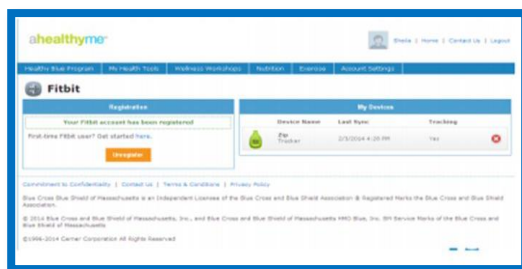 ahealthyme
Sheila | Home | Contact Us | Logout
Healthy Blue Program My Health Tools Wellness Workshops Nutrition Exercise Account Settings
Fitbit
Registration
Your Fitbit account has been registered
First-time Fitbit user? Get started here.
Unregister
My Devices
Device Name Last Sync Tracking
Zip
Tracker 2/3/2014 4:25 PM Yes
Commitment to Confidentiality | Contact Us | Terms & Conditions | Privacy Policy
Blue Cross Blue Shield of Massachusetts is an Independent Licensee of the Blue Cross and Blue Shield Association ® Registered Marks the Blue Cross and Blue Shield
Association.
© 2014 Blue Cross and Blue Shield of Massachusetts, Inc., and Blue Cross and Blue Shield of Massachusetts HMO Blue, Inc. SM Service Marks of the Blue Cross and
Blue Shield of Massachusetts
©1996-2014 Cerner Corporation All Rights Reserved